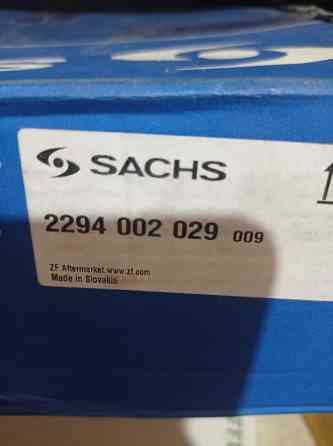 SACHS
2294 002 029 009
ZF Aftermarket www.zf.com
Made in Slovakia